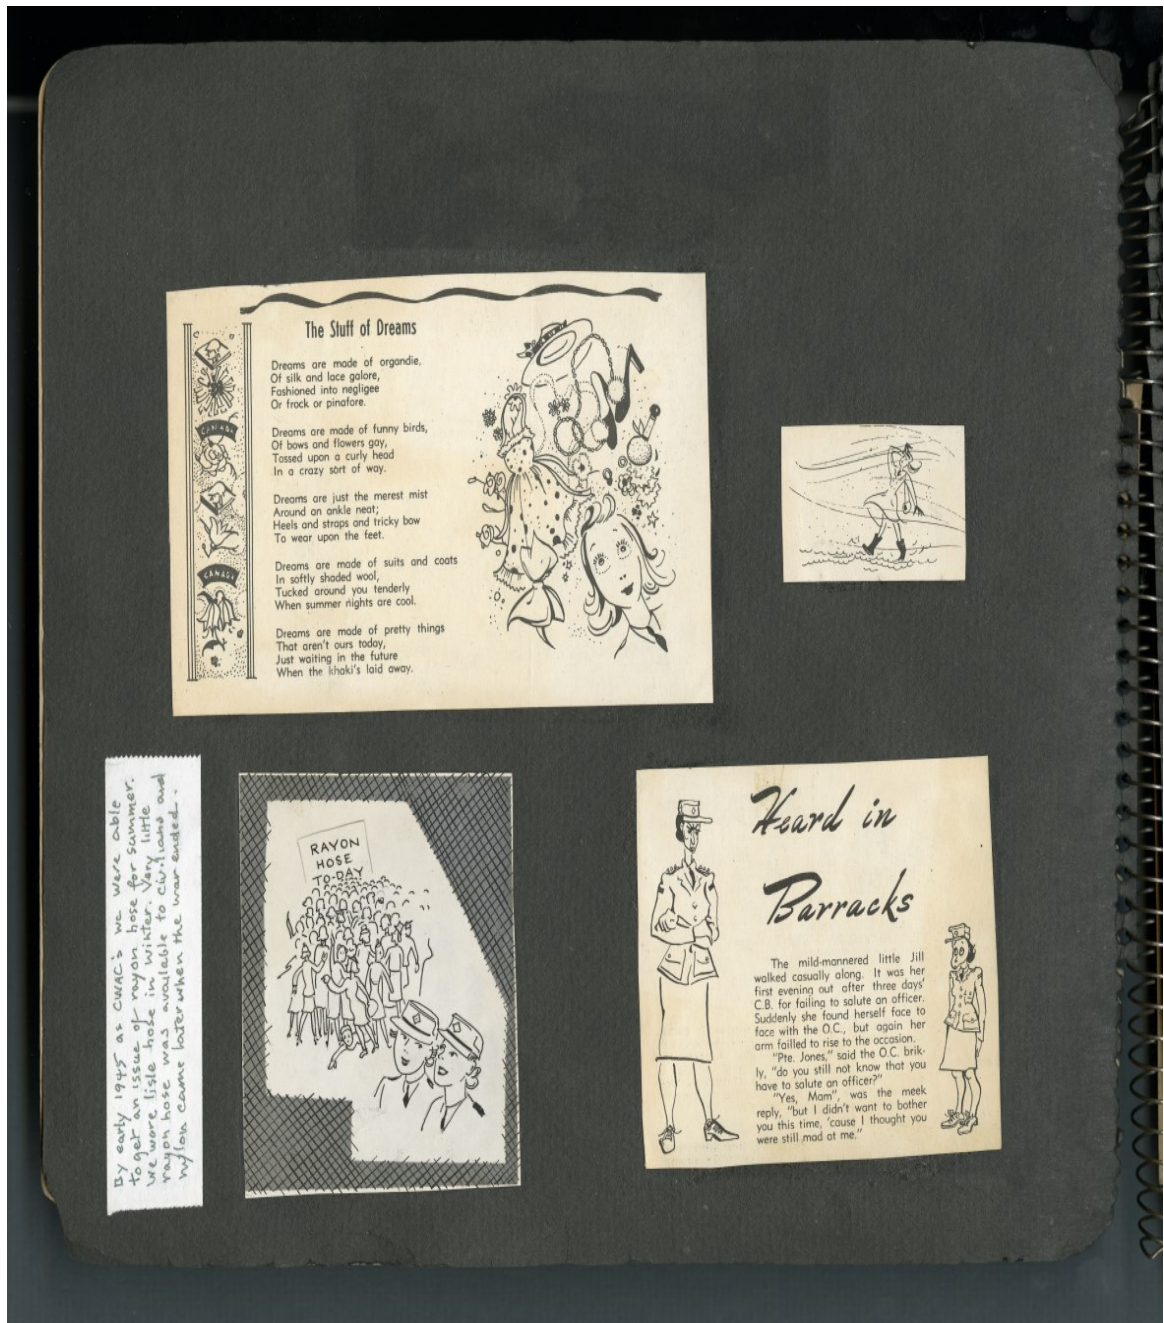 The Stuff of Dreams
Dreams are made of organdie,
Of silk and lace galore,
Fashioned into negligee
Or frock or pinafore.
Dreams are made of funny birds,
Of bows and flowers gay,
Tossed upon a curly head
In a crazy sort of way.
Dreams are just the merest mist
Around an ankle neat;
Heels and straps and tricky bow
To wear upon the feet.
Dreams are made of suits and coats
In softly shaded wool,
Tucked around you tenderly
When summer nights are cool.
Dreams are made of pretty things
That aren't ours today,
Just waiting in the future
When the khaki's laid away.
CANADA
CANADA
By early 1945 as CWAC's we were able
to get an issue of rayon hose for summer.
We wore lisle hose in winter. Very little
rayon hose was available to civilians and
nylon came later when the war ended.
RAYON
HOSE
TO-DAY
Heard in
Barracks
The mild-mannered little Jill
walked casually along. It was her
first evening out after three days'
C.B. for failing to salute an officer.
Suddenly she found herself face to
face with the O.C., but again her
arm failled to rise to the occasion.
"Pte. Jones," said the O.C. brik-
ly, "do you still not know that you
have to salute an officer?"
"Yes, Mam", was the meek
reply, "but I didn't want to bother
you this time, 'cause I thought you
were still mad at me."